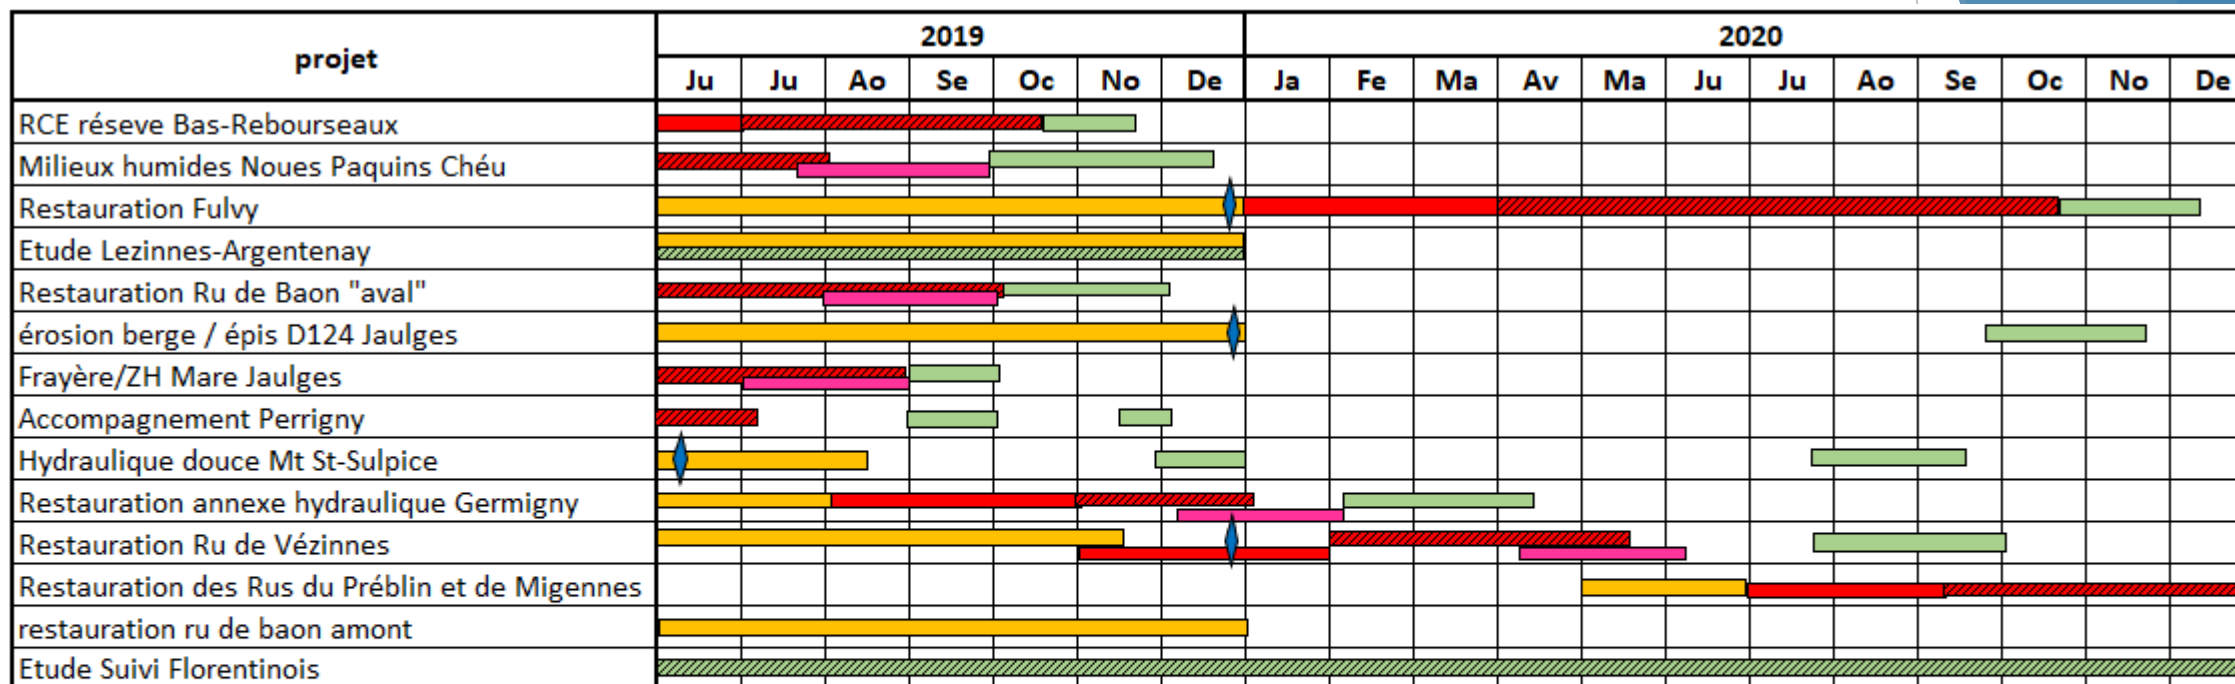 projet
2019 2020
Ju Ju Ao Se Oc No De Ja Fe Ma Av Ma Ju Ju Ao Se Oc No De
RCE réseve Bas-Rebourseaux
Milieux humides Noues Paquins Chéu
Restauration Fulvy
Etude Lezinnes-Argentenay
Restauration Ru de Baon "aval"
érosion berge / épis D124 Jaulges
Frayère/ZH Mare Jaulges
Accompagnement Perrigny
Hydraulique douce Mt St-Sulpice
Restauration annexe hydraulique Germigny
Restauration Ru de Vézinnes
Restauration des Rus du Préblin et de Migennes
restauration ru de baon amont
Etude Suivi Florentinois